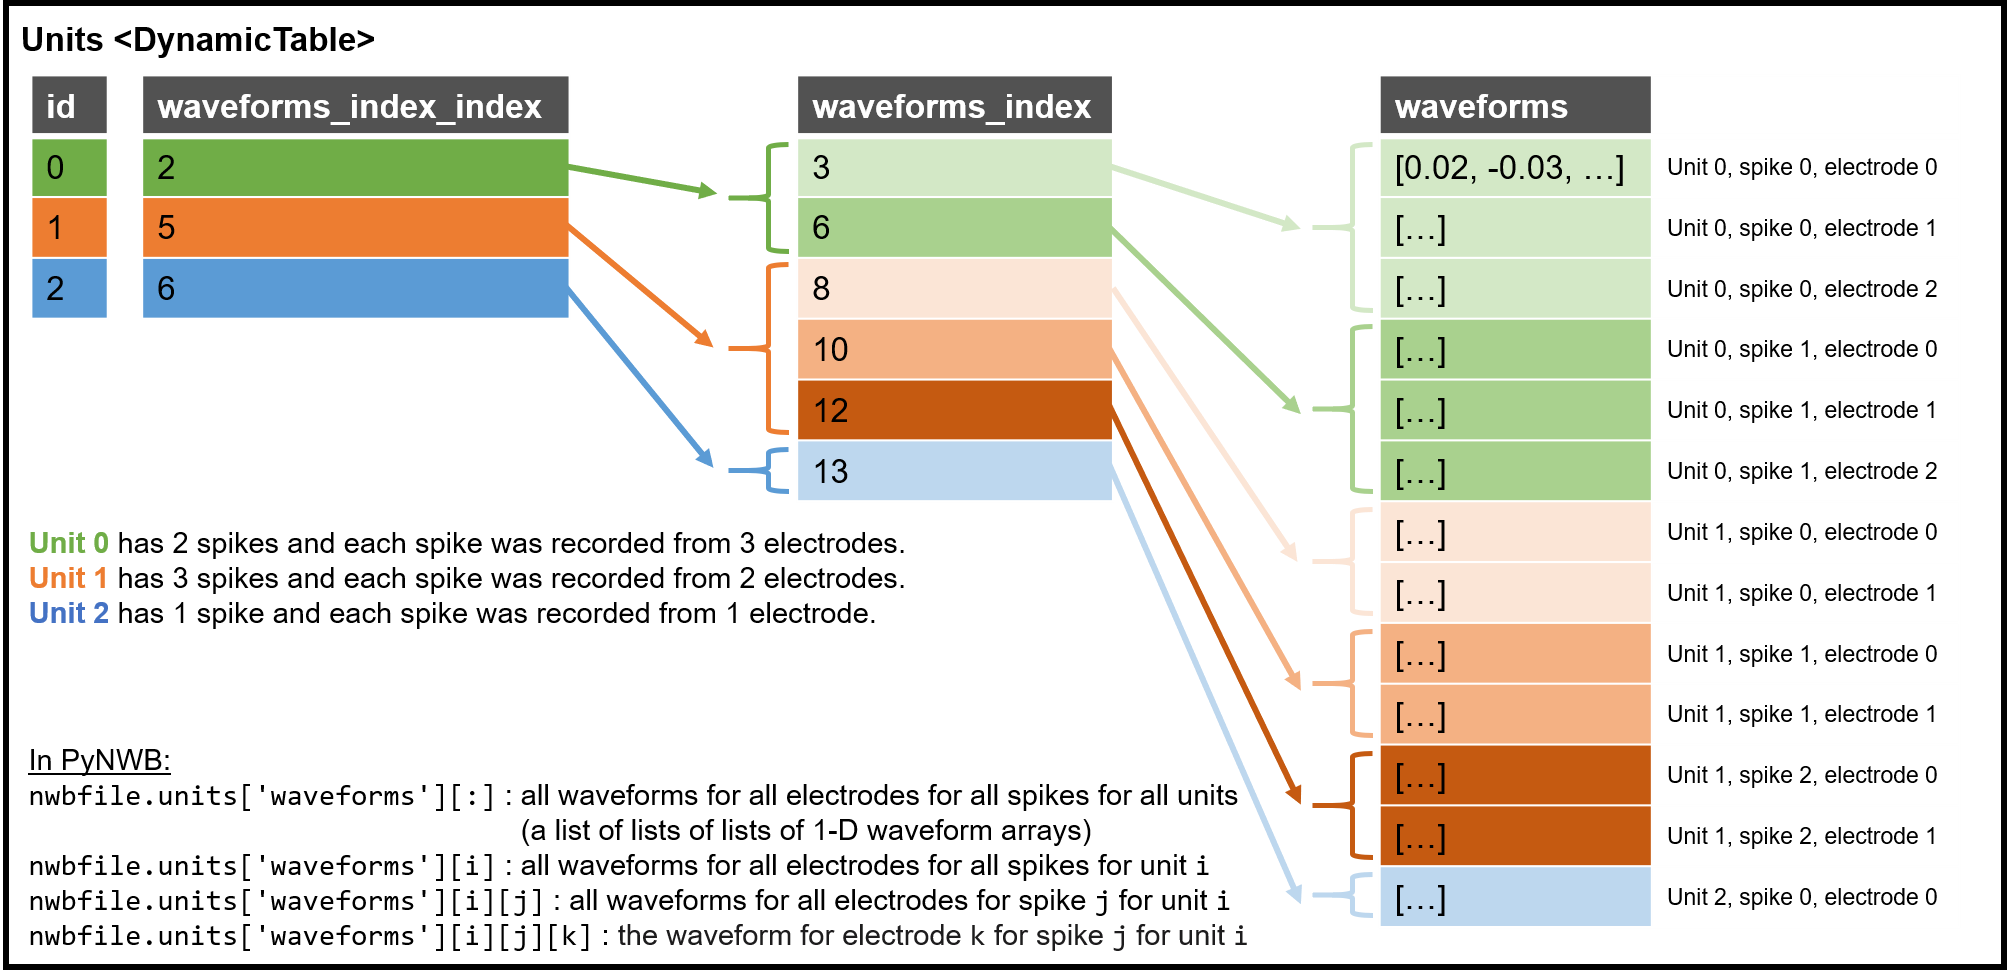 Units <DynamicTable>
id waveforms_index_index waveforms_index waveforms
0 2 3 [0.02, -0.03, …] Unit 0, spike 0, electrode 0
1 5 6 […] Unit 0, spike 0, electrode 1
2 6 8 […] Unit 0, spike 0, electrode 2
10 […] Unit 0, spike 1, electrode 0
12 […] Unit 0, spike 1, electrode 1
13 […] Unit 0, spike 1, electrode 2
[…] Unit 1, spike 0, electrode 0
[…] Unit 1, spike 0, electrode 1
[…] Unit 1, spike 1, electrode 0
[…] Unit 1, spike 1, electrode 1
[…] Unit 1, spike 2, electrode 0
[…] Unit 1, spike 2, electrode 1
[…] Unit 2, spike 0, electrode 0
Unit 0 has 2 spikes and each spike was recorded from 3 electrodes.
Unit 1 has 3 spikes and each spike was recorded from 2 electrodes.
Unit 2 has 1 spike and each spike was recorded from 1 electrode.
In PyNWB:
nwbfile.units['waveforms'][:] : all waveforms for all electrodes for all spikes for all units
(a list of lists of lists of 1-D waveform arrays)
nwbfile.units['waveforms'][i] : all waveforms for all electrodes for all spikes for unit i
nwbfile.units['waveforms'][i][j] : all waveforms for all electrodes for spike j for unit i
nwbfile.units['waveforms'][i][j][k] : the waveform for electrode k for spike j for unit i